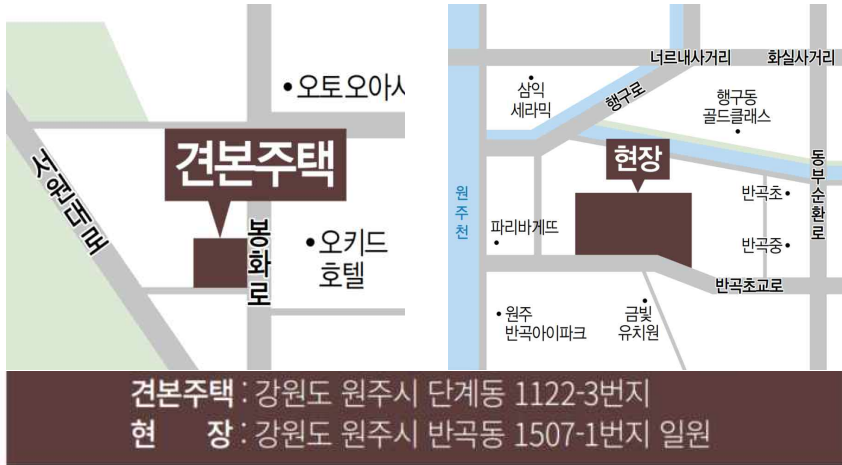 오토오아시
견본주택
서원대로
봉화로
오키드
호텔
너르내사거리
화실사거리
삼익
세라믹
행구로
행구동
골드클래스
현장
동부순환로
원주천
반곡초
파리바게뜨
반곡중
반곡초교로
원주
반곡아이파크
금빛
유치원
견본주택 : 강원도 원주시 단계동 1122-3번지
현 장 : 강원도 원주시 반곡동 1507-1번지 일원